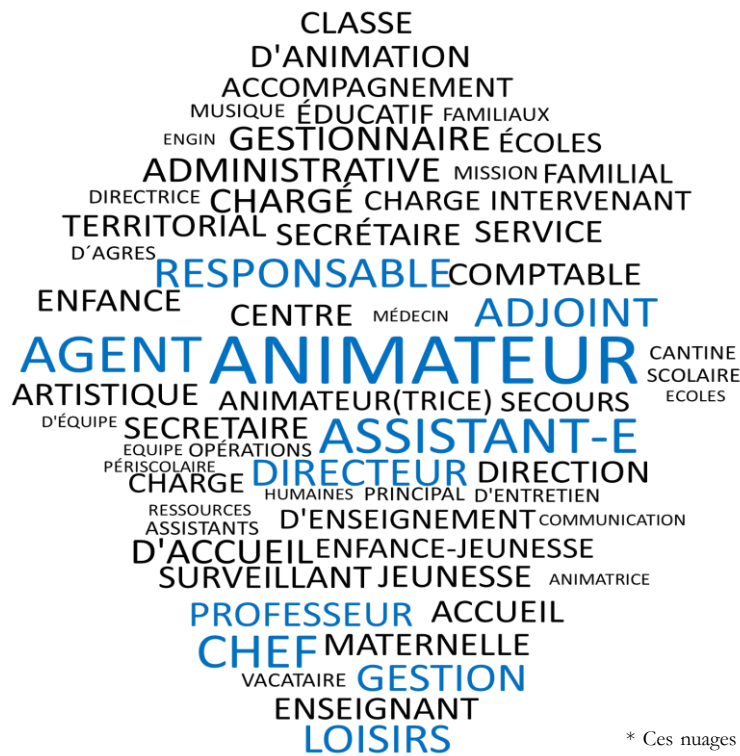 CLASSE
D'ANIMATION
ACCOMPAGNEMENT
MUSIQUE ÉDUCATIF FAMILIAUX
ENGIN GESTIONNAIRE ÉCOLES
ADMINISTRATIVE MISSION FAMILIAL
DIRECTRICE CHARGÉ CHARGE INTERVENANT
TERRITORIAL SECRÉTAIRE SERVICE
D´AGRES
RESPONSABLE COMPTABLE
ENFANCE CENTRE MÉDECIN ADJOINT
AGENT ANIMATEUR CANTINE
SCOLAIRE
ARTISTIQUE ANIMATEUR(TRICE) SECOURS ECOLES
D'ÉQUIPE SECRETAIRE ASSISTANT-E
EQUIPE OPÉRATIONS
PÉRISCOLAIRE
CHARGE DIRECTEUR DIRECTION
HUMAINES PRINCIPAL D'ENTRETIEN
RESSOURCES
ASSISTANTS D'ENSEIGNEMENT COMMUNICATION
D'ACCUEIL ENFANCE-JEUNESSE
SURVEILLANT JEUNESSE ANIMATRICE
PROFESSEUR ACCUEIL
CHEF MATERNELLE
VACATAIRE GESTION
ENSEIGNANT
LOISIRS
* Ces nuages